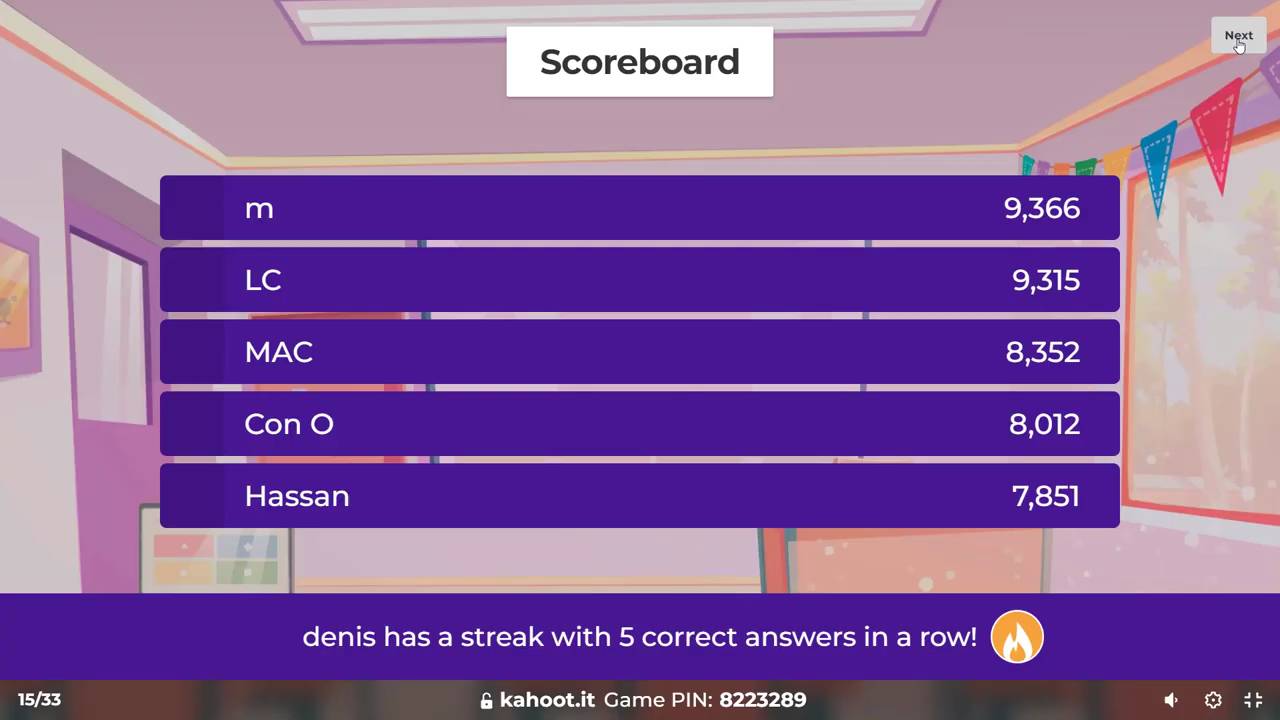 Next
Scoreboard
m 9,366
LC 9,315
MAC 8,352
Con O 8,012
Hassan 7,851
denis has a streak with 5 correct answers in a row!
15/33 kahoot.it Game PIN: 8223289